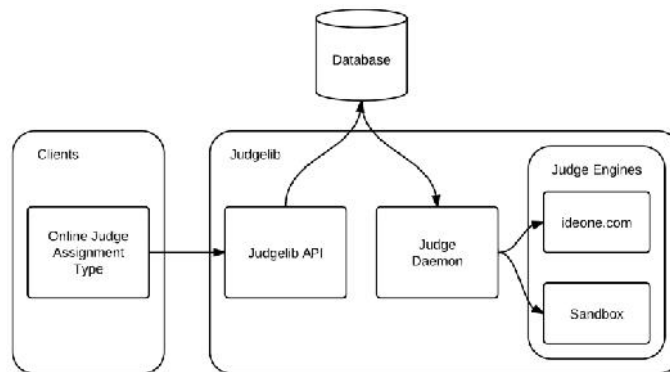 Database
Clients
Judgelib
Judge Engines
Online Judge
Assignment
Type
Judgelib API
Judge
Daemon
ideone.com
Sandbox